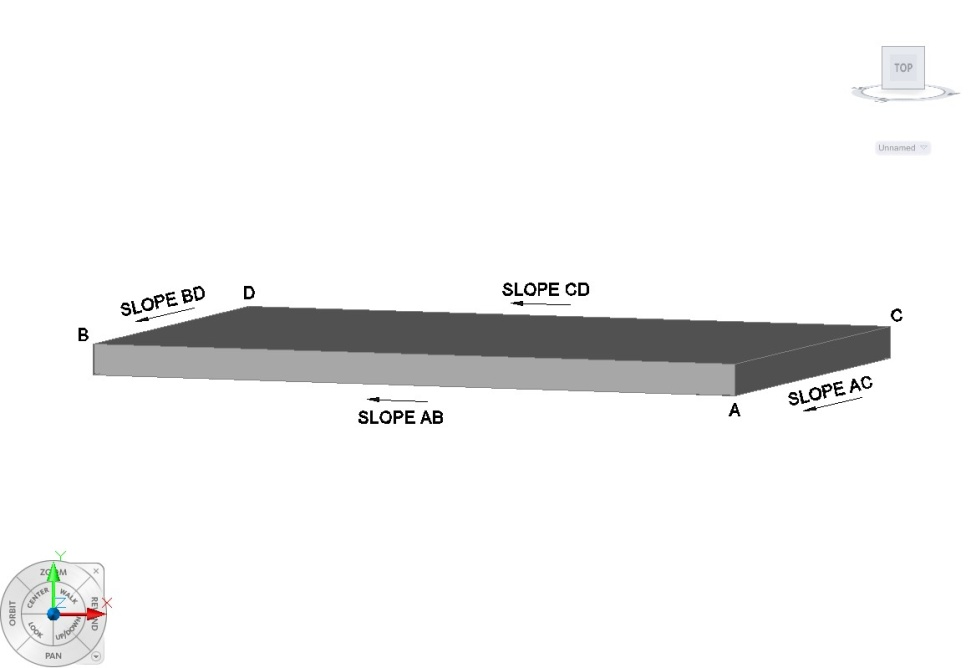 TOP
Unnamed
SLOPE BD
D
SLOPE CD
C
B
SLOPE AC
A
SLOPE AB
Y
ZOOM
CENTER
WALK
ORBIT
REWIND
X
Z
LOOK
UP/DOWN
PAN